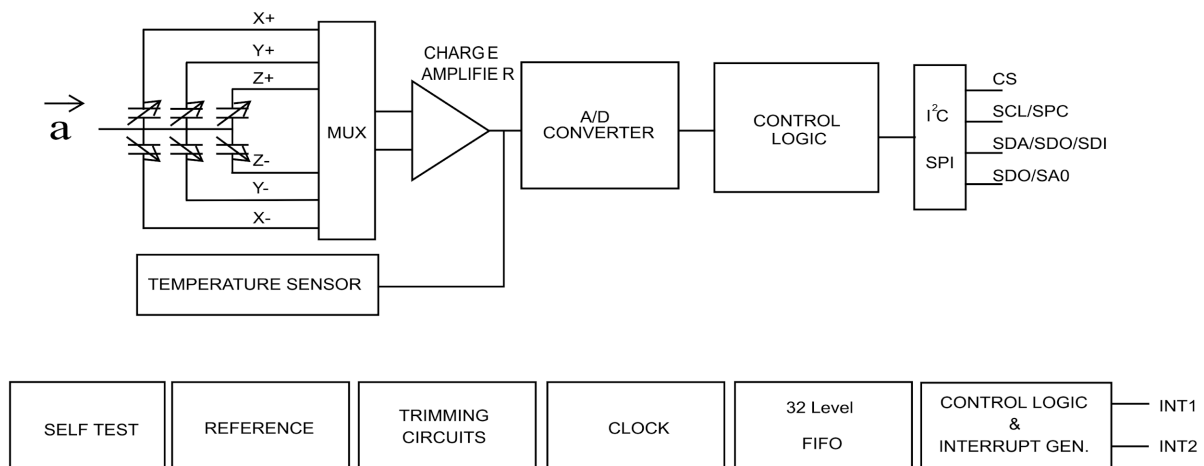 X+
Y+
Z+
a
Z-
Y-
X-
MUX
CHARGE
AMPLIFIER
A/D
CONVERTER
CONTROL
LOGIC
I²C
SPI
CS
SCL/SPC
SDA/SDO/SDI
SDO/SA0
TEMPERATURE SENSOR
SELF TEST
REFERENCE
TRIMMING
CIRCUITS
CLOCK
32 Level
FIFO
CONTROL LOGIC
&
INTERRUPT GEN.
INT1
INT2